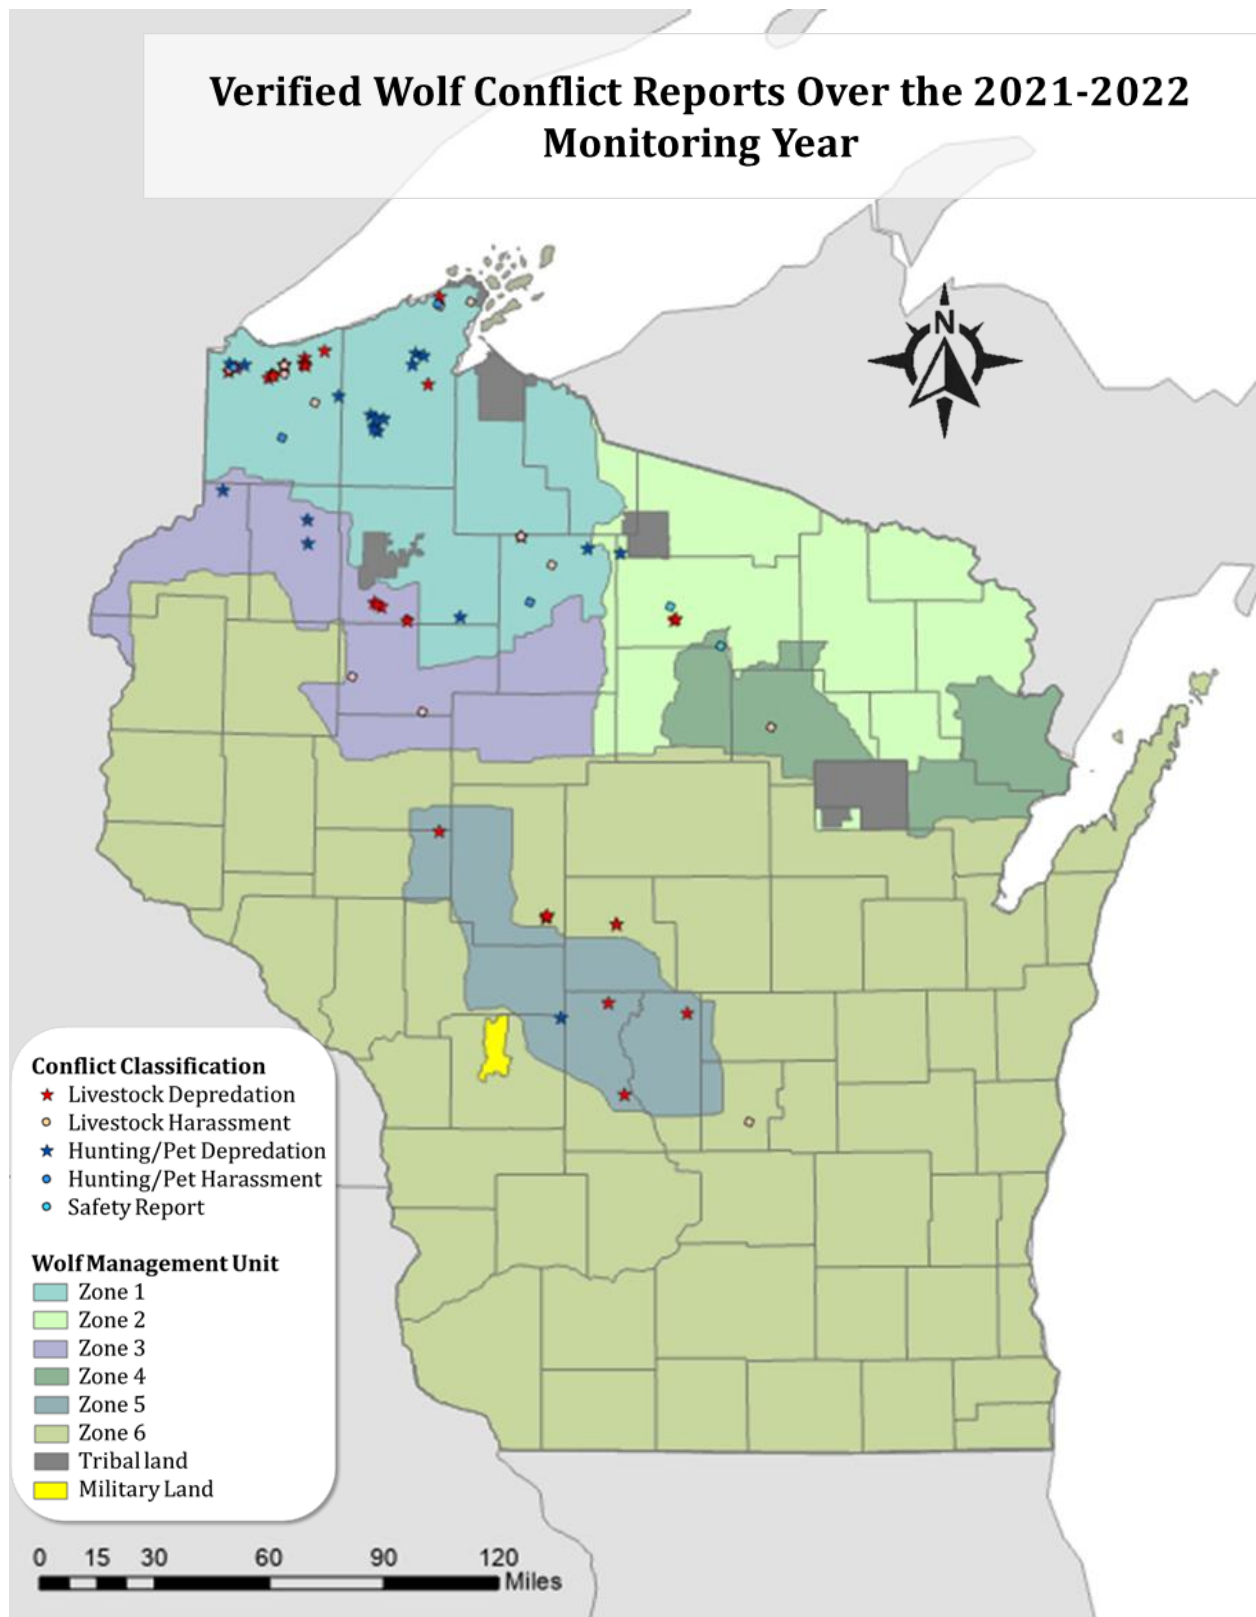 Verified Wolf Conflict Reports Over the 2021-2022
Monitoring Year
N
Conflict Classification
Livestock Depredation
Livestock Harassment
Hunting/Pet Depredation
Hunting/Pet Harassment
Safety Report
Wolf Management Unit
Zone 1
Zone 2
Zone 3
Zone 4
Zone 5
Zone 6
Tribal land
Military Land
0 15 30 60 90 120
Miles